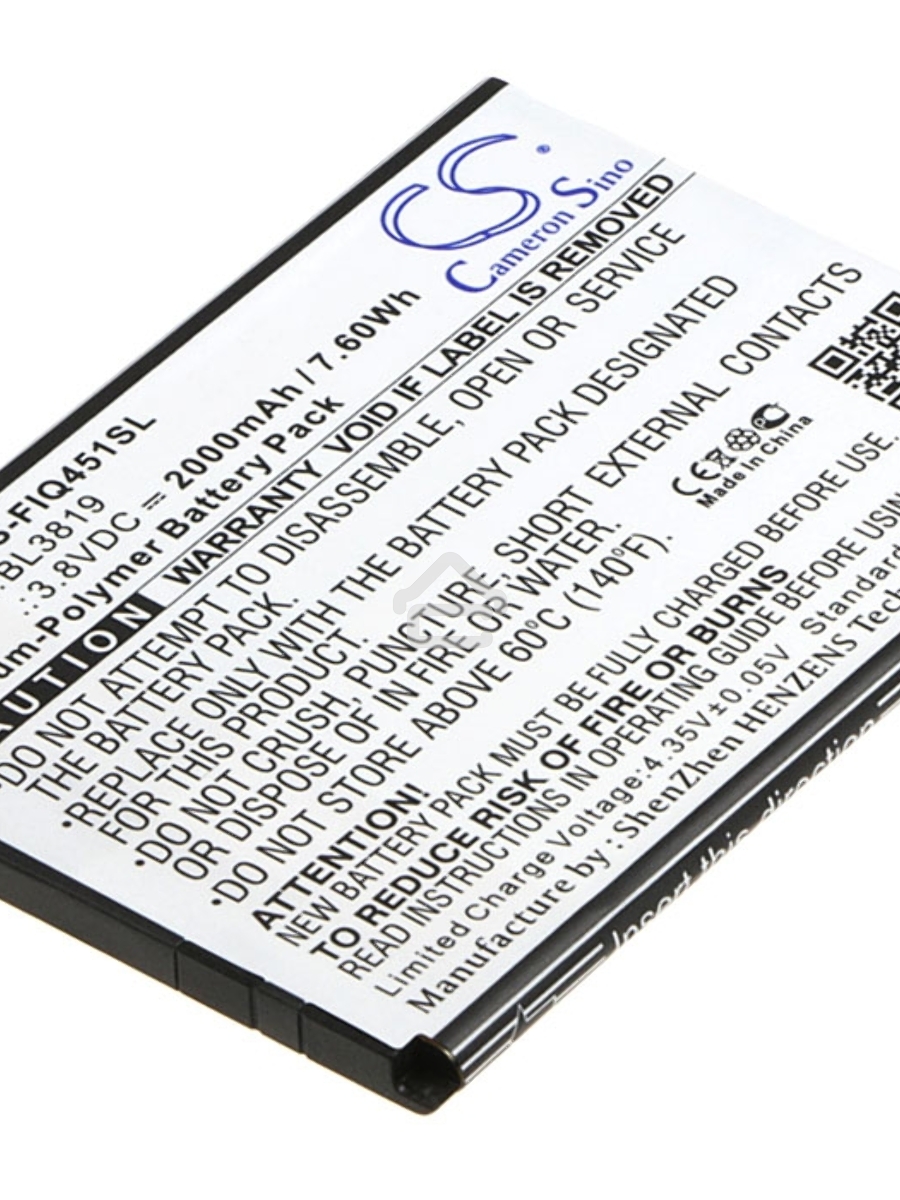 CS ®
Cameron Sino
S-FIQ451SL
BL3819
:3.8VDC ⎓ 2000mAh / 7.60Wh
um-Polymer Battery Pack
AUTION WARRANTY VOID IF LABEL IS REMOVED
DO NOT ATTEMPT TO DISASSEMBLE, OPEN OR SERVICE
THE BATTERY PACK.
•REPLACE ONLY WITH THE BATTERY PACK DESIGNATED
FOR THIS PRODUCT.
•DO NOT CRUSH, PUNCTURE, SHORT EXTERNAL CONTACTS
OR DISPOSE OF IN FIRE OR WATER.
•DO NOT STORE ABOVE 60°C (140°F).
CE
Made in China
ATTENTION!
NEW BATTERY PACK MUST BE FULLY CHARGED BEFORE USE.
TO REDUCE RISK OF FIRE OR BURNS
READ INSTRUCTIONS BEFORE USE
Limited Charge Voltage:4.35V±0.05V Standard
Manufacture by:ShenZhen HENZENS Tech
Insert this direction